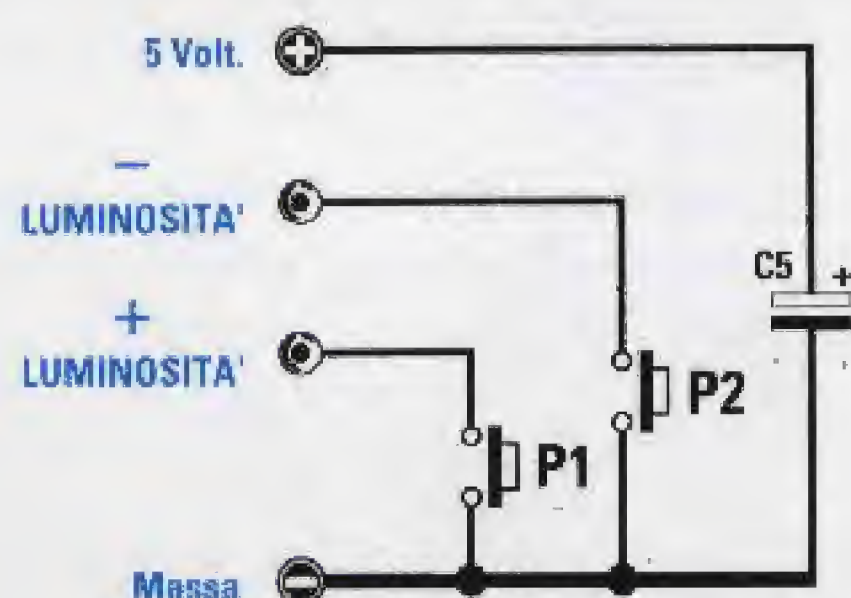 5 Volt.
−
LUMINOSITA'
+
LUMINOSITA'
C5 +
P2
P1
Massa